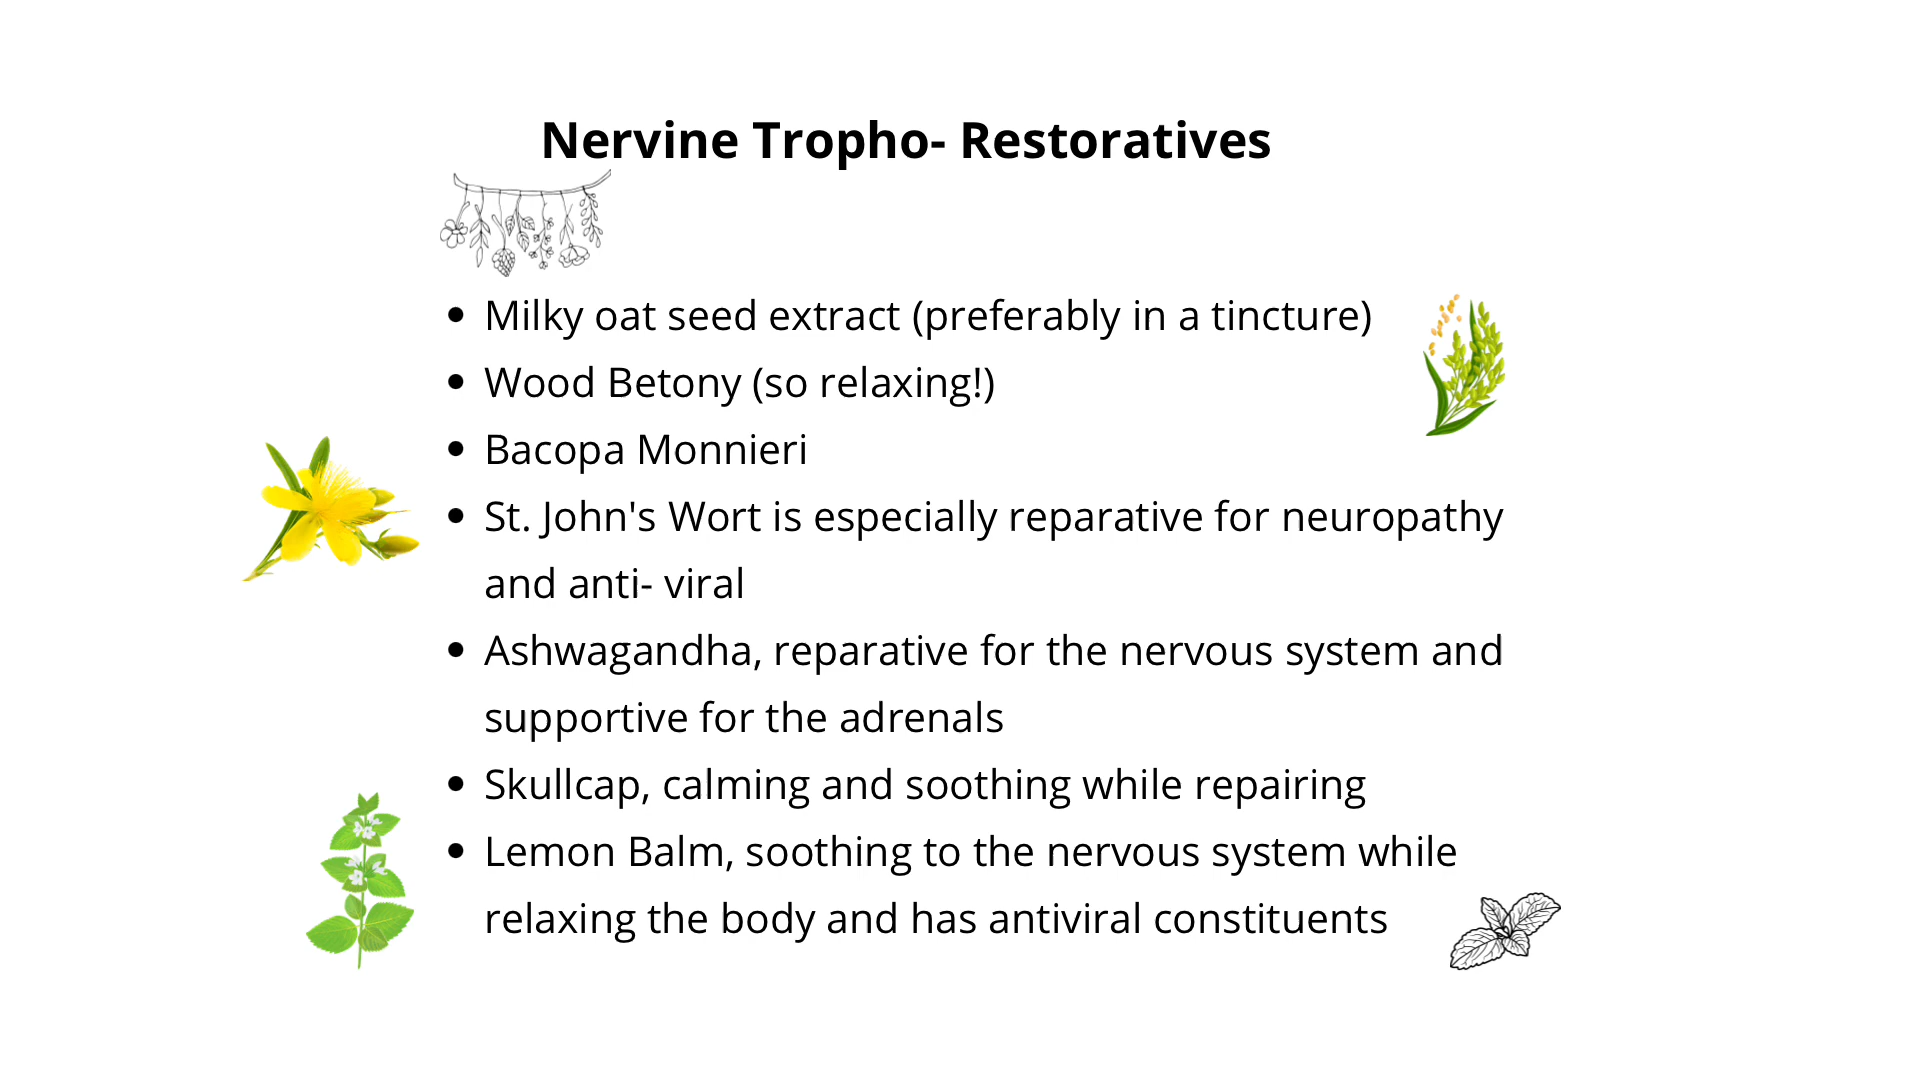 Nervine Tropho- Restoratives
• Milky oat seed extract (preferably in a tincture)
• Wood Betony (so relaxing!)
• Bacopa Monnieri
• St. John's Wort is especially reparative for neuropathy
and anti- viral
• Ashwagandha, reparative for the nervous system and
supportive for the adrenals
• Skullcap, calming and soothing while repairing
• Lemon Balm, soothing to the nervous system while
relaxing the body and has antiviral constituents